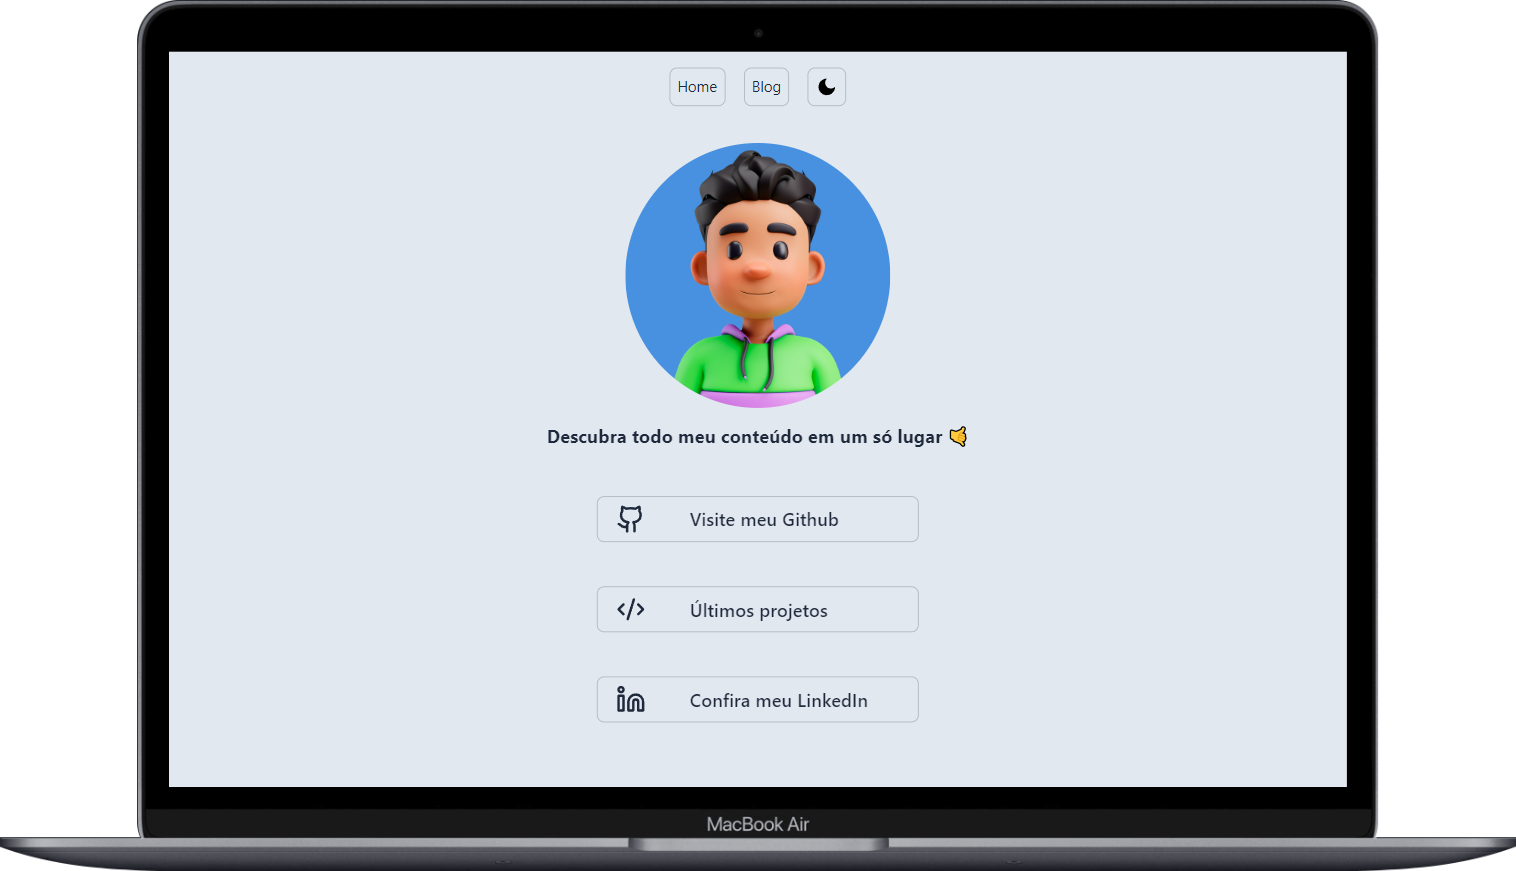 Home Blog
Descubra todo meu conteúdo em um só lugar 🤙
Visite meu Github
Últimos projetos
Confira meu LinkedIn
MacBook Air